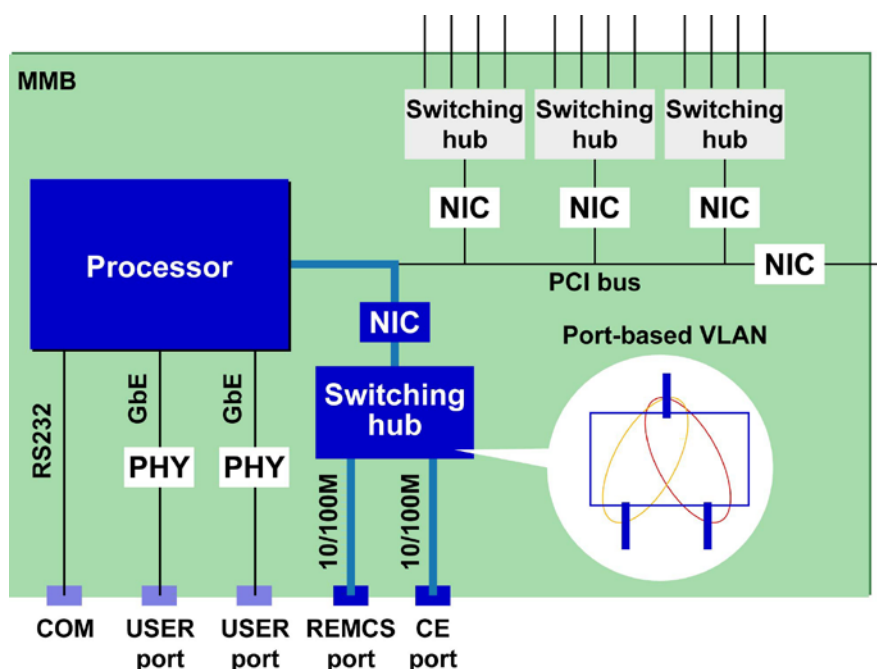 MMB
Switching
hub
Switching
hub
Switching
hub
NIC
NIC
NIC
NIC
PCI bus
Processor
NIC
Port-based VLAN
Switching
hub
RS232
GbE
GbE
PHY
PHY
10/100M
10/100M
COM
USER
port
USER
port
REMCS
port
CE
port